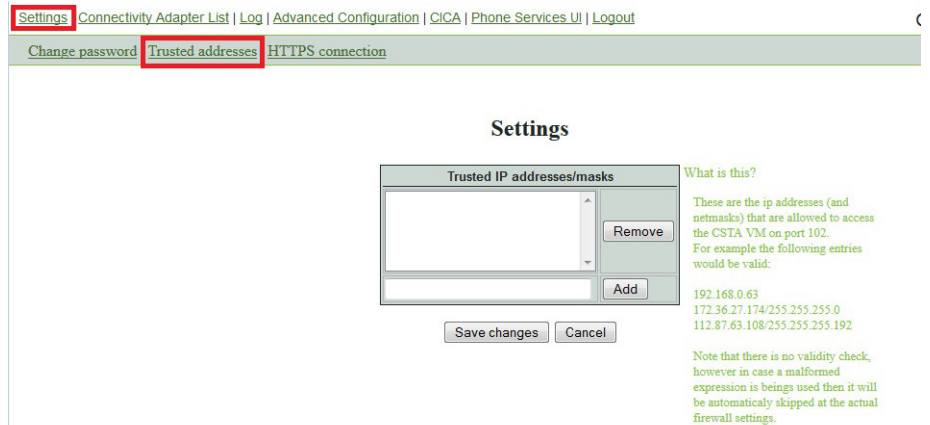 Settings Connectivity Adapter List | Log | Advanced Configuration | CICA | Phone Services UI | Logout
Change password Trusted addresses HTTPS connection
Settings
Trusted IP addresses/masks
Remove
Add
Save changes Cancel
What is this?
These are the ip addresses (and
netmasks) that are allowed to access
the CSTA VM on port 102.
For example the following entries
would be valid:
192.168.0.63
172.36.27.174/255.255.255.0
112.87.63.108/255.255.255.192
Note that there is no validity check,
however in case a malformed
expression is beings used then it will
be automaticaly skipped at the actual
firewall settings.